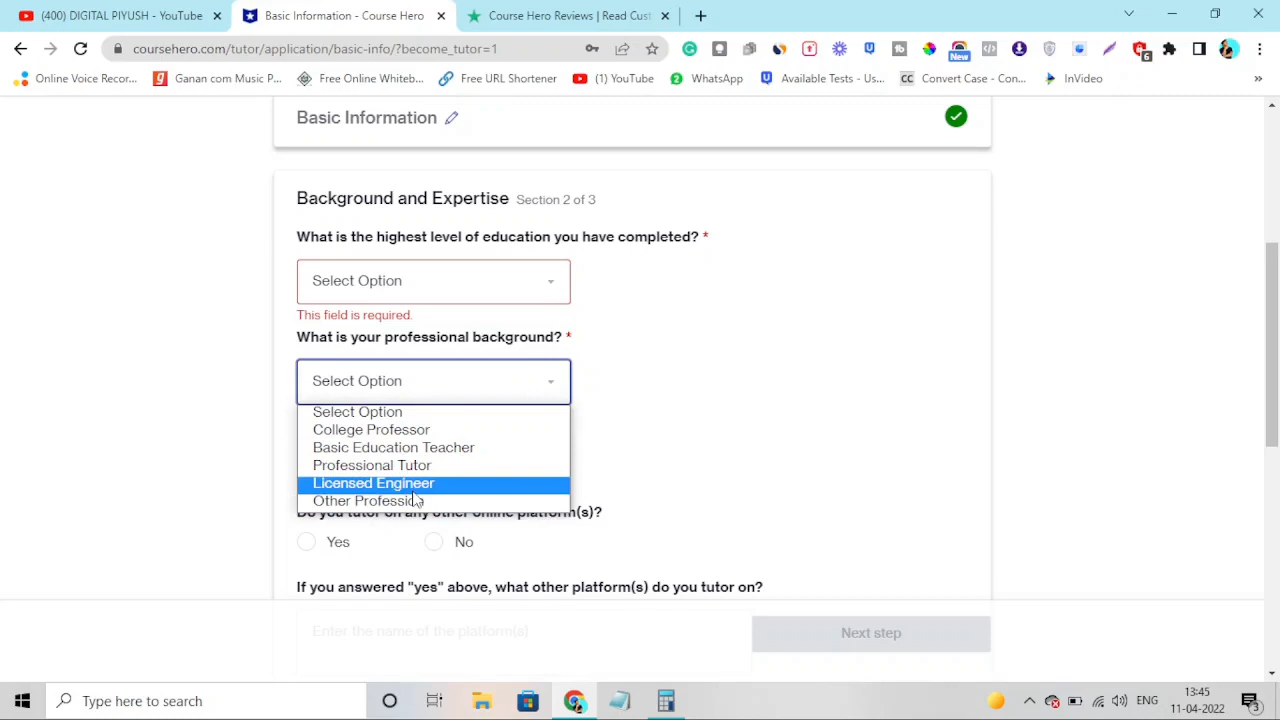 (400) DIGITAL PIYUSH - YouTube
Basic Information - Course Hero
Course Hero Reviews | Read Cust
coursehero.com/tutor/application/basic-info/?become_tutor=1
New
6
Online Voice Recor...
Ganan com Music P...
Free Online Whiteb...
Free URL Shortener
(1) YouTube
WhatsApp
Available Tests - Us...
CC Convert Case - Con...
InVideo
»
Basic Information
Background and Expertise Section 2 of 3
What is the highest level of education you have completed? *
Select Option
This field is required.
What is your professional background? *
Select Option
Select Option
College Professor
Basic Education Teacher
Professional Tutor
Licensed Engineer
Other Profession
Do you tutor on any other online platform(s)?
Yes
No
If you answered "yes" above, what other platform(s) do you tutor on?
Enter the name of the platform(s)
Next step
Type here to search
ENG
13:45
11-04-2022
3